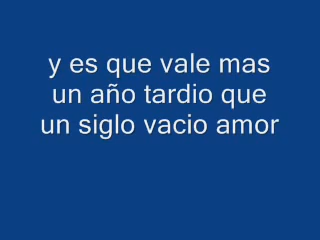 y es que vale mas
un año tardio que
un siglo vacio amor